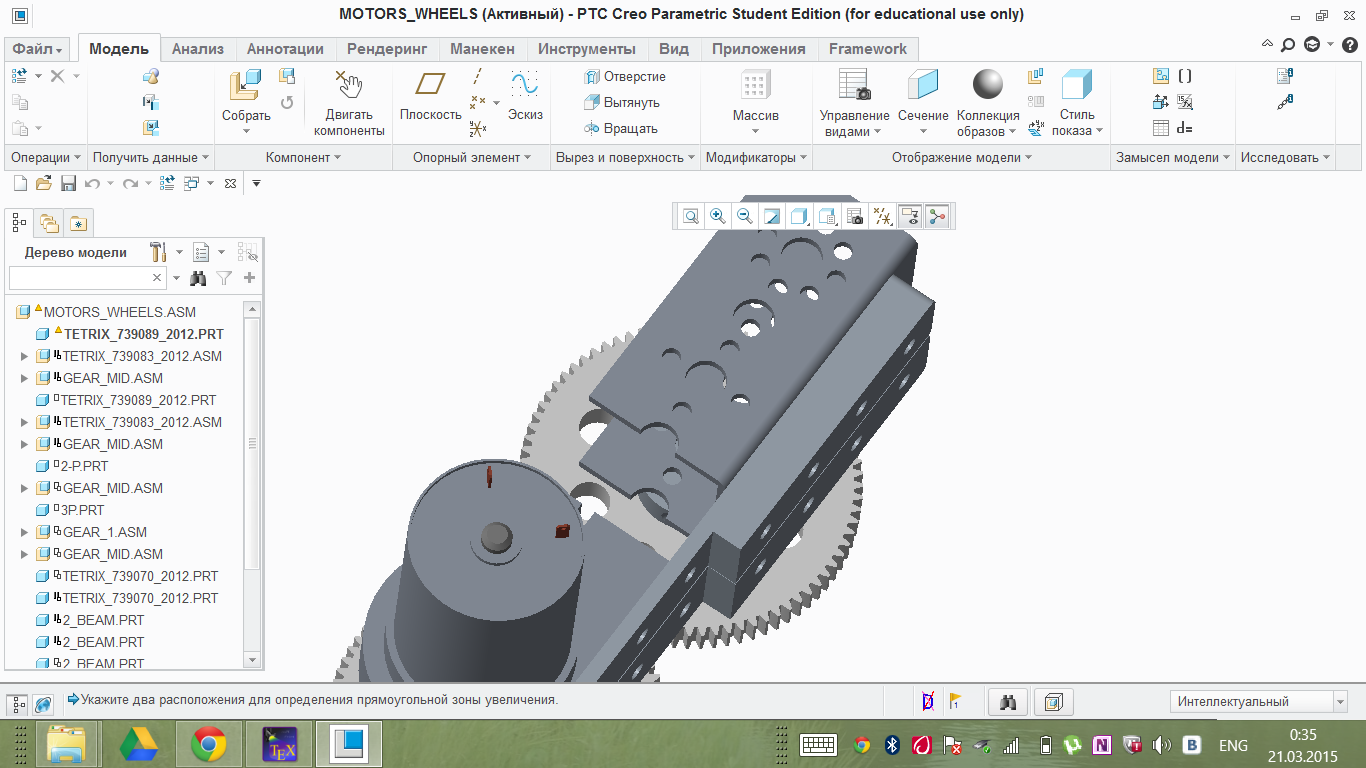 MOTORS_WHEELS (Активный) - PTC Creo Parametric Student Edition (for educational use only)
Файл Модель Анализ Аннотации Рендеринг Манекен Инструменты Вид Приложения Framework
Отверстие
Вытянуть
Вращать
Собрать
Двигать компоненты
Плоскость
Эскиз
Массив
Управление видами
Сечение
Коллекция образов
Стиль показа
d=
Операции Получить данные Компонент Опорный элемент Вырез и поверхность Модификаторы Отображение модели Замысел модели Исследовать
Дерево модели
MOTORS_WHEELS.ASM
TETRIX_739089_2012.PRT
TETRIX_739083_2012.ASM
GEAR_MID.ASM
TETRIX_739089_2012.PRT
TETRIX_739083_2012.ASM
GEAR_MID.ASM
2-P.PRT
GEAR_MID.ASM
3P.PRT
GEAR_1.ASM
GEAR_MID.ASM
TETRIX_739070_2012.PRT
TETRIX_739070_2012.PRT
2_BEAM.PRT
2_BEAM.PRT
2_BEAM.PRT
Укажите два расположения для определения прямоугольной зоны увеличения.
1
Интеллектуальный
TEX
N
B
ENG
0:35
21.03.2015